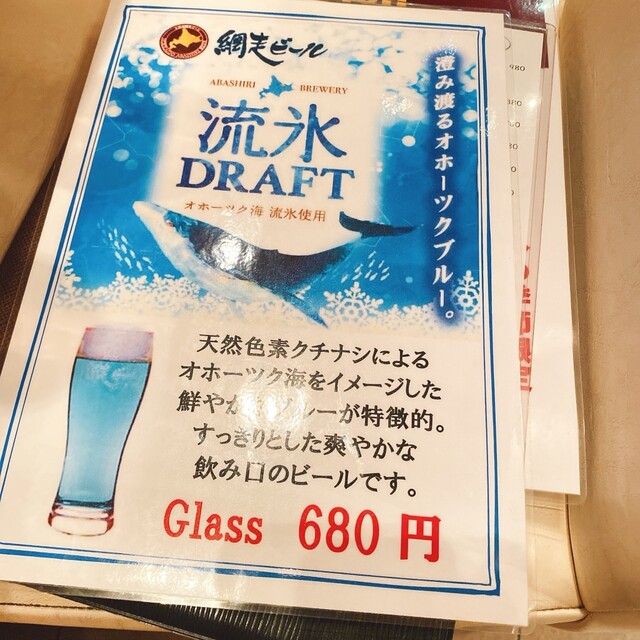 網走ビール
ABASHIRI BREWERY
流氷
DRAFT
オホーツク海 流氷使用
澄み渡るオホーツクブルー。
天然色素クチナシによる
オホーツク海をイメージした
鮮やか ブルーが特徴的。
すっきりとした爽やかな
飲み口のビールです。
Glass 680 円